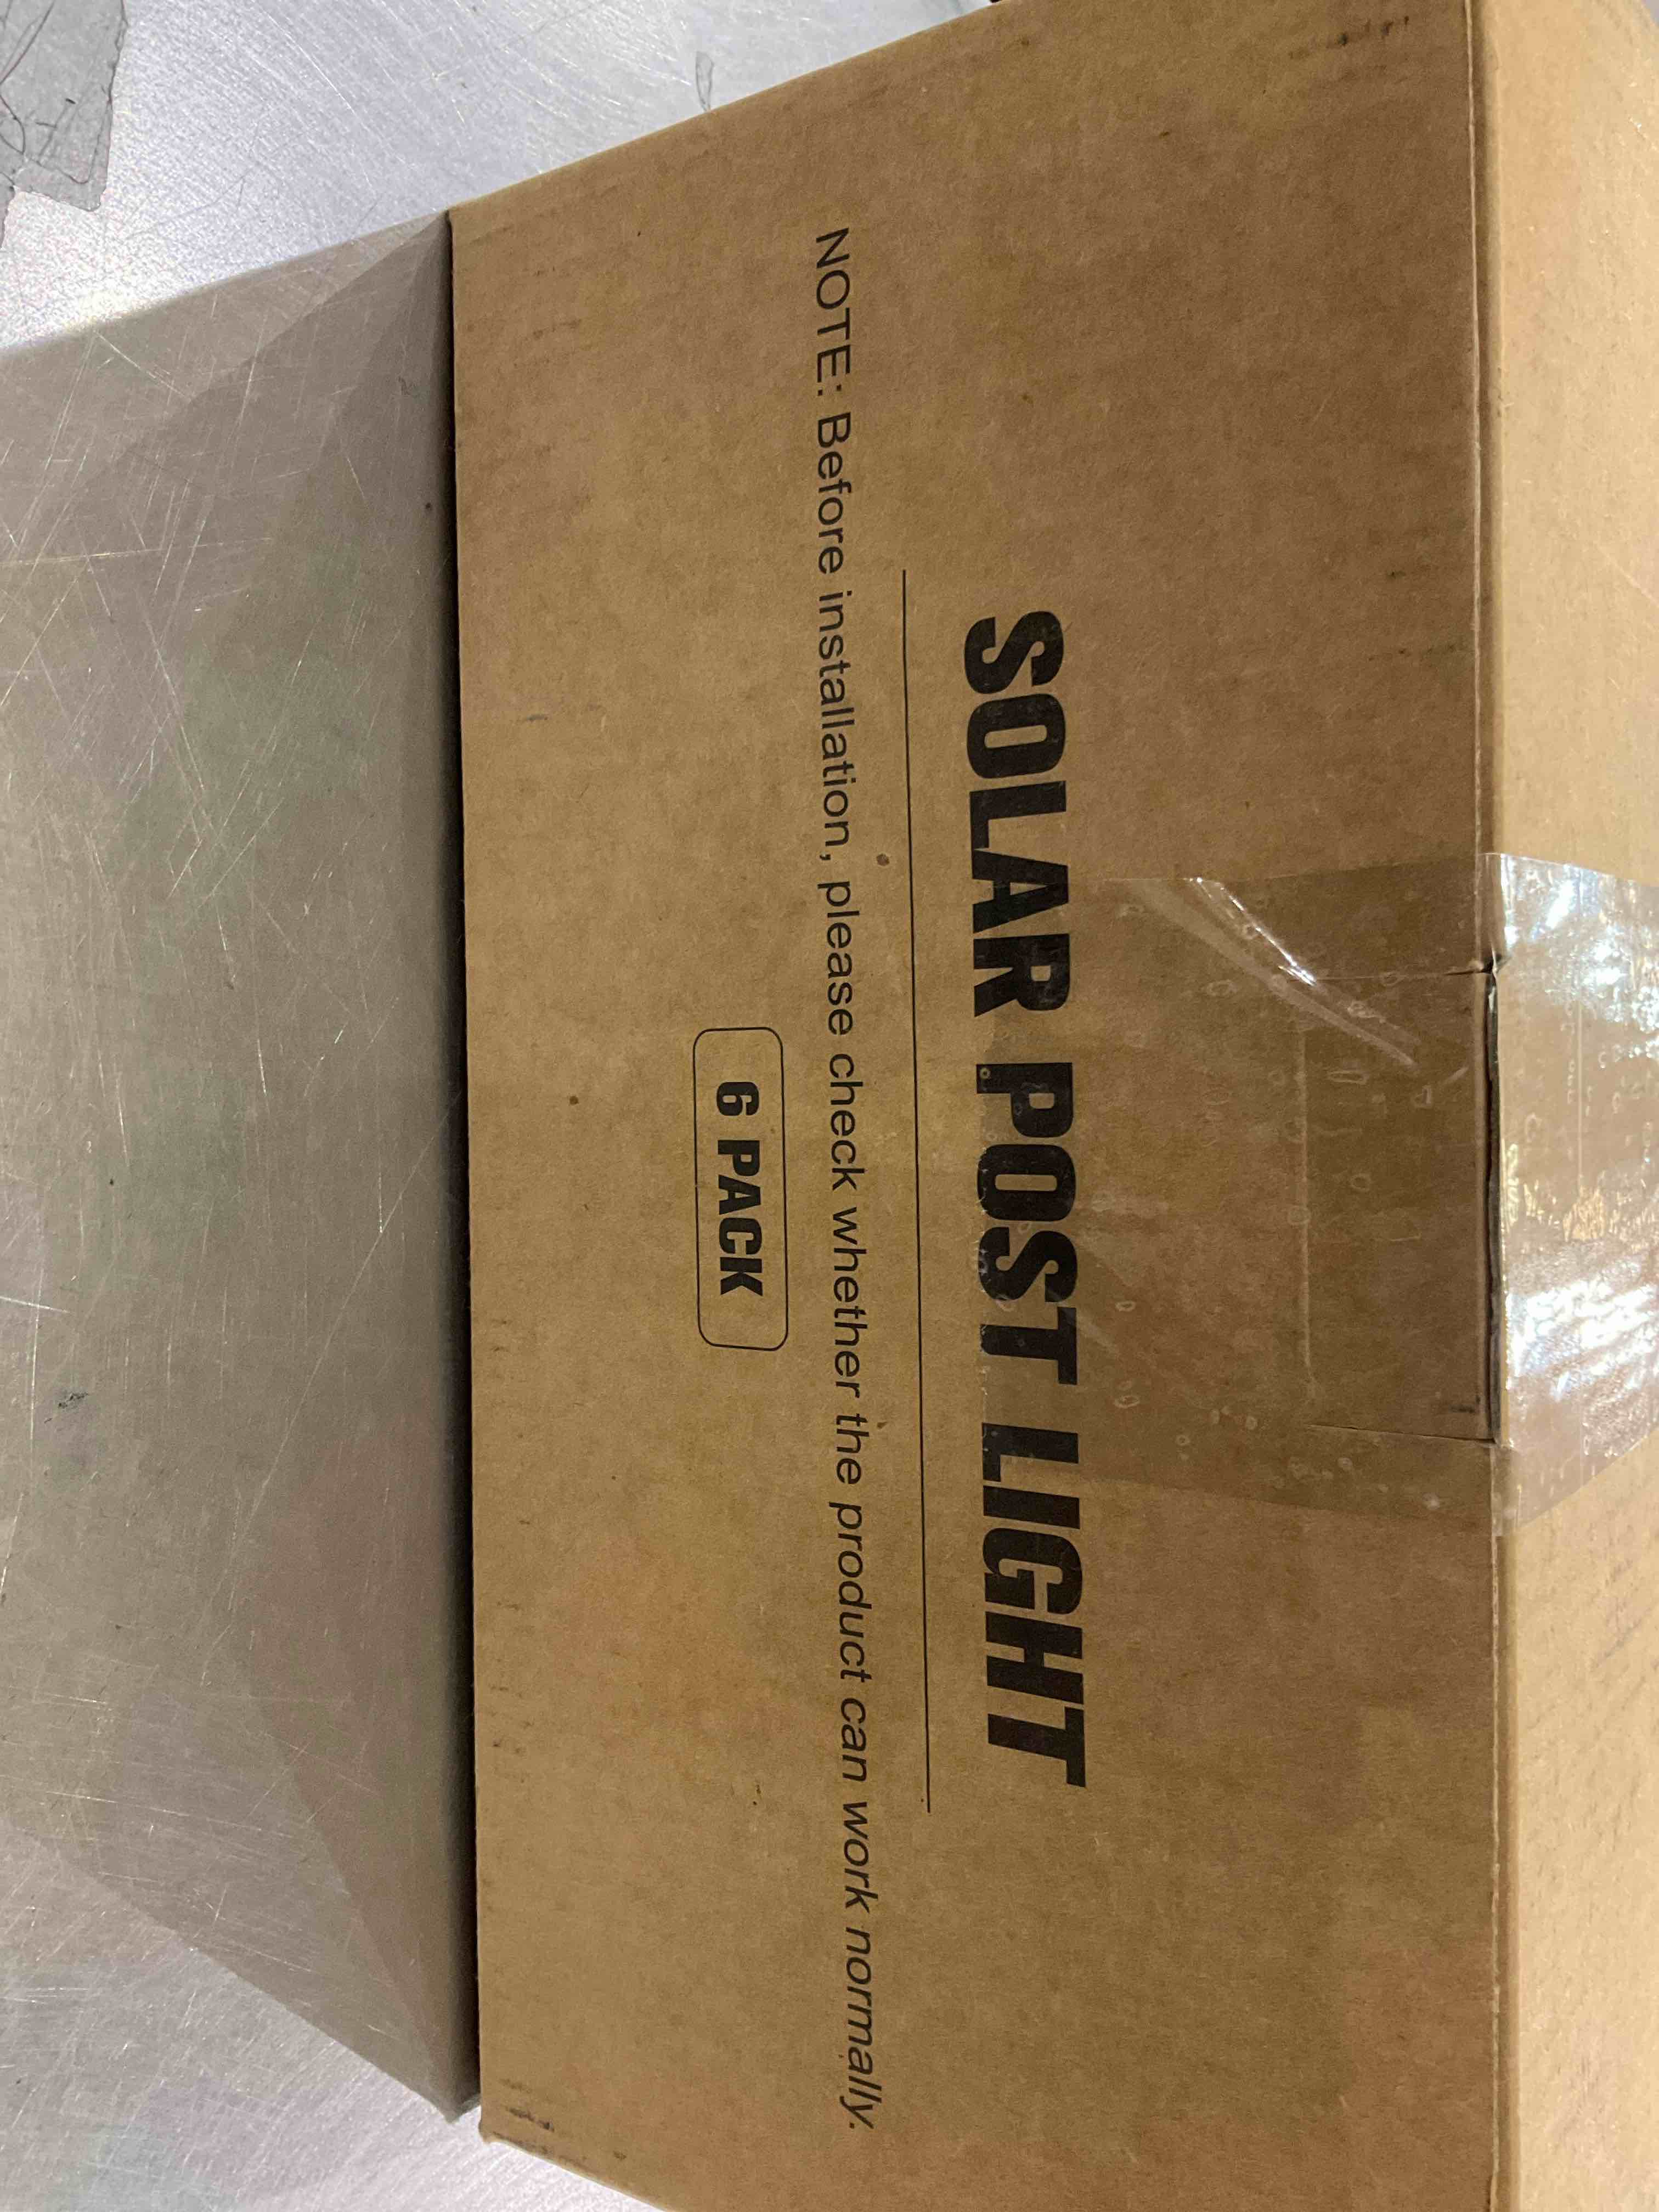 SOLAR POST LIGHT
NOTE: Before installation, please check whether the product can work normally.
6 PACK